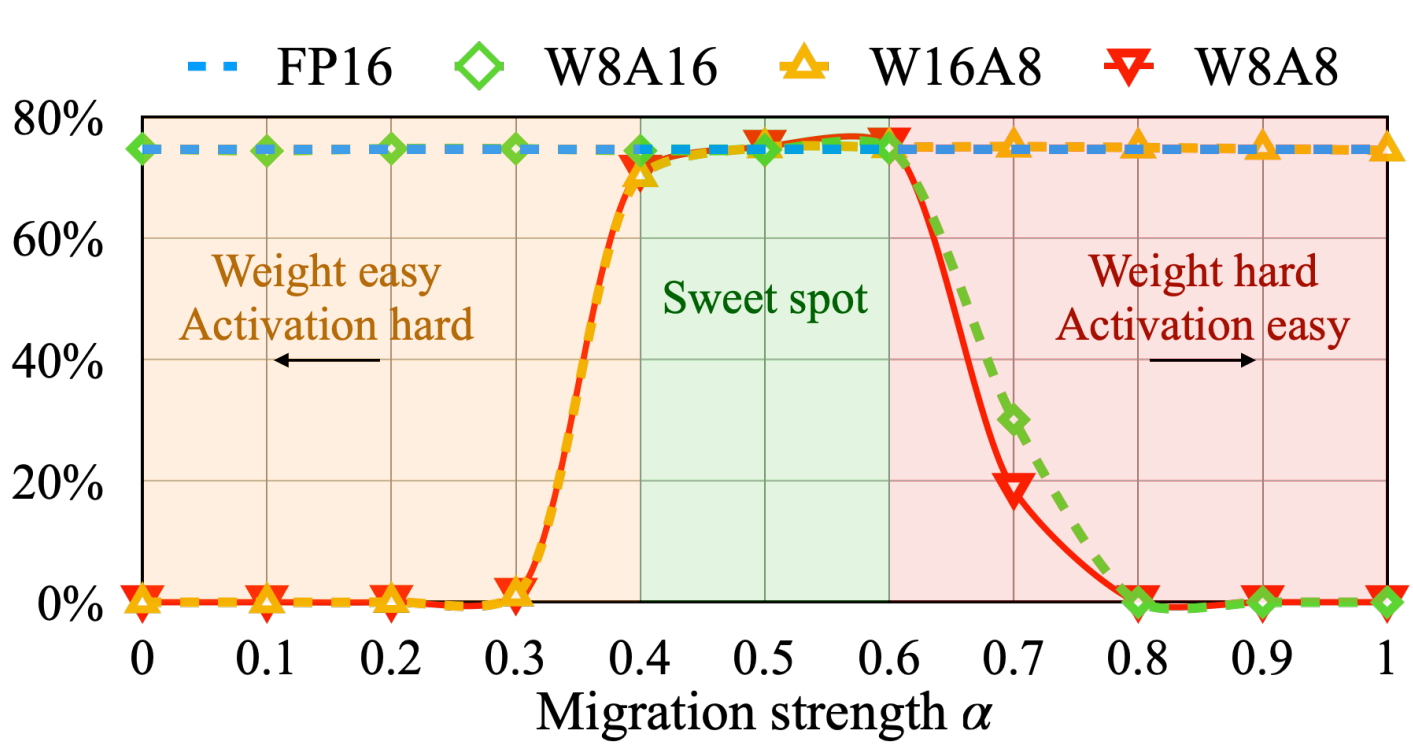 FP16 W8A16 W16A8 W8A8
80%
60%
40%
20%
0%
Weight easy
Activation hard
Sweet spot
Weight hard
Activation easy
0 0.1 0.2 0.3 0.4 0.5 0.6 0.7 0.8 0.9 1
Migration strength α